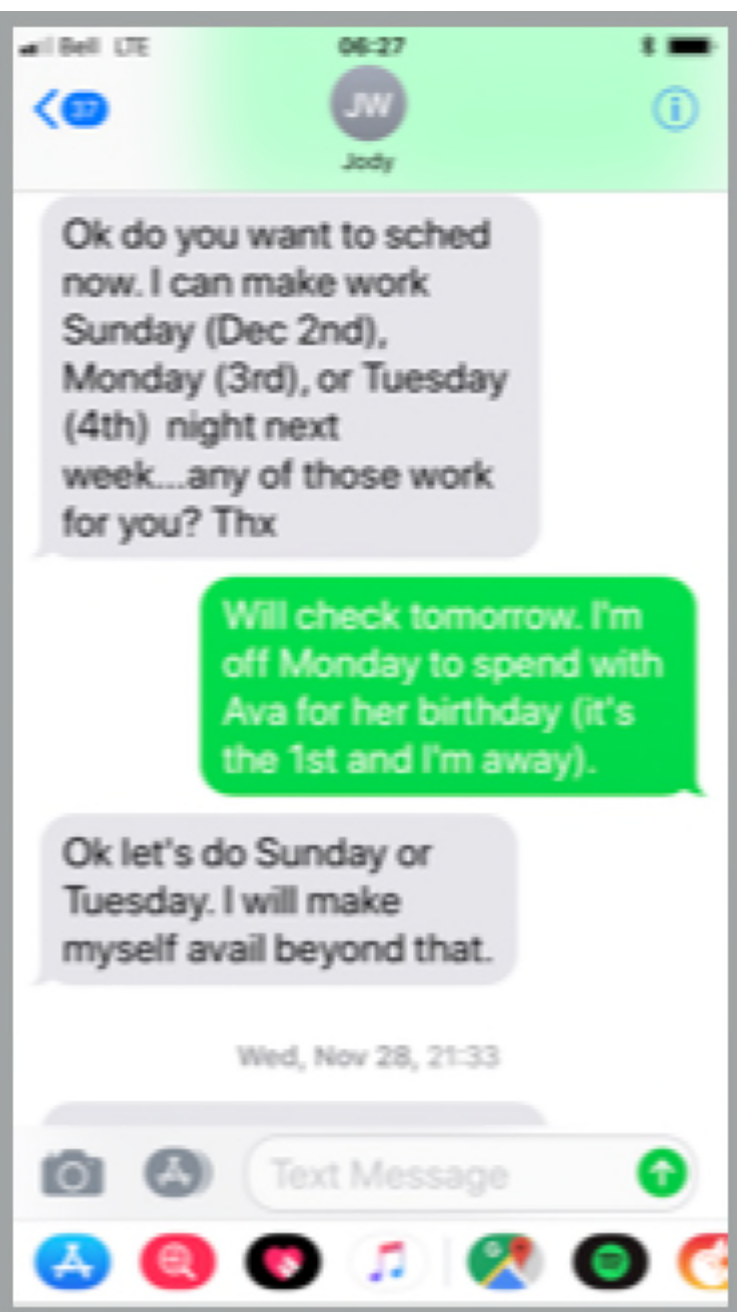 Bell LTE
06:27
37
JW
Jody
Ok do you want to sched
now. I can make work
Sunday (Dec 2nd),
Monday (3rd), or Tuesday
(4th) night next
week...any of those work
for you? Thx
Will check tomorrow. I'm
off Monday to spend with
Ava for her birthday (it's
the 1st and I'm away).
Ok let's do Sunday or
Tuesday. I will make
myself avail beyond that.
Wed, Nov 28, 21:33
Text Message